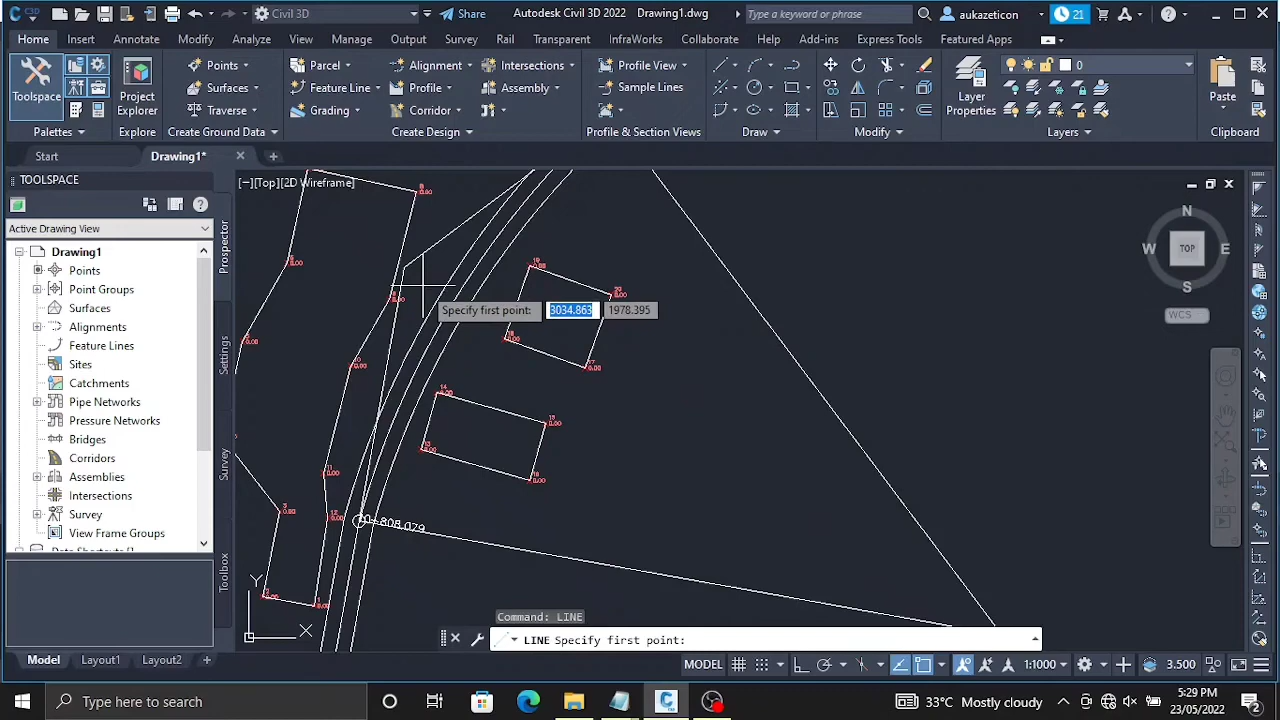 C3D Civil 3D Share Autodesk Civil 3D 2022 Drawing1.dwg Type a keyword or phrase aukazeticon 21
Home Insert Annotate Modify Analyze View Manage Output Survey Rail Transparent InfraWorks Collaborate Help Add-ins Express Tools Featured Apps
Points Parcel Alignment Intersections Profile View 0
Toolspace Project Explorer Surfaces Feature Line Profile Assembly Sample Lines Layer Properties Paste
Traverse Grading Corridor
Palettes Explore Create Ground Data Create Design Profile & Section Views Draw Modify Layers Clipboard
Start Drawing1*
TOOLSPACE [−][Top][2D Wireframe]
Active Drawing View
Drawing1
Points
Point Groups
Surfaces
Alignments
Feature Lines
Sites
Catchments
Pipe Networks
Pressure Networks
Bridges
Corridors
Assemblies
Intersections
Survey
View Frame Groups
Prospector
Settings
Survey
Toolbox
N
W TOP E
S
WCS
Specify first point: 3034.863 1978.395
Y
X
Command: LINE
LINE Specify first point:
Model Layout1 Layout2 + MODEL 1:1000 3.500
Type here to search 33°C Mostly cloudy 5:29 PM
23/05/2022 2